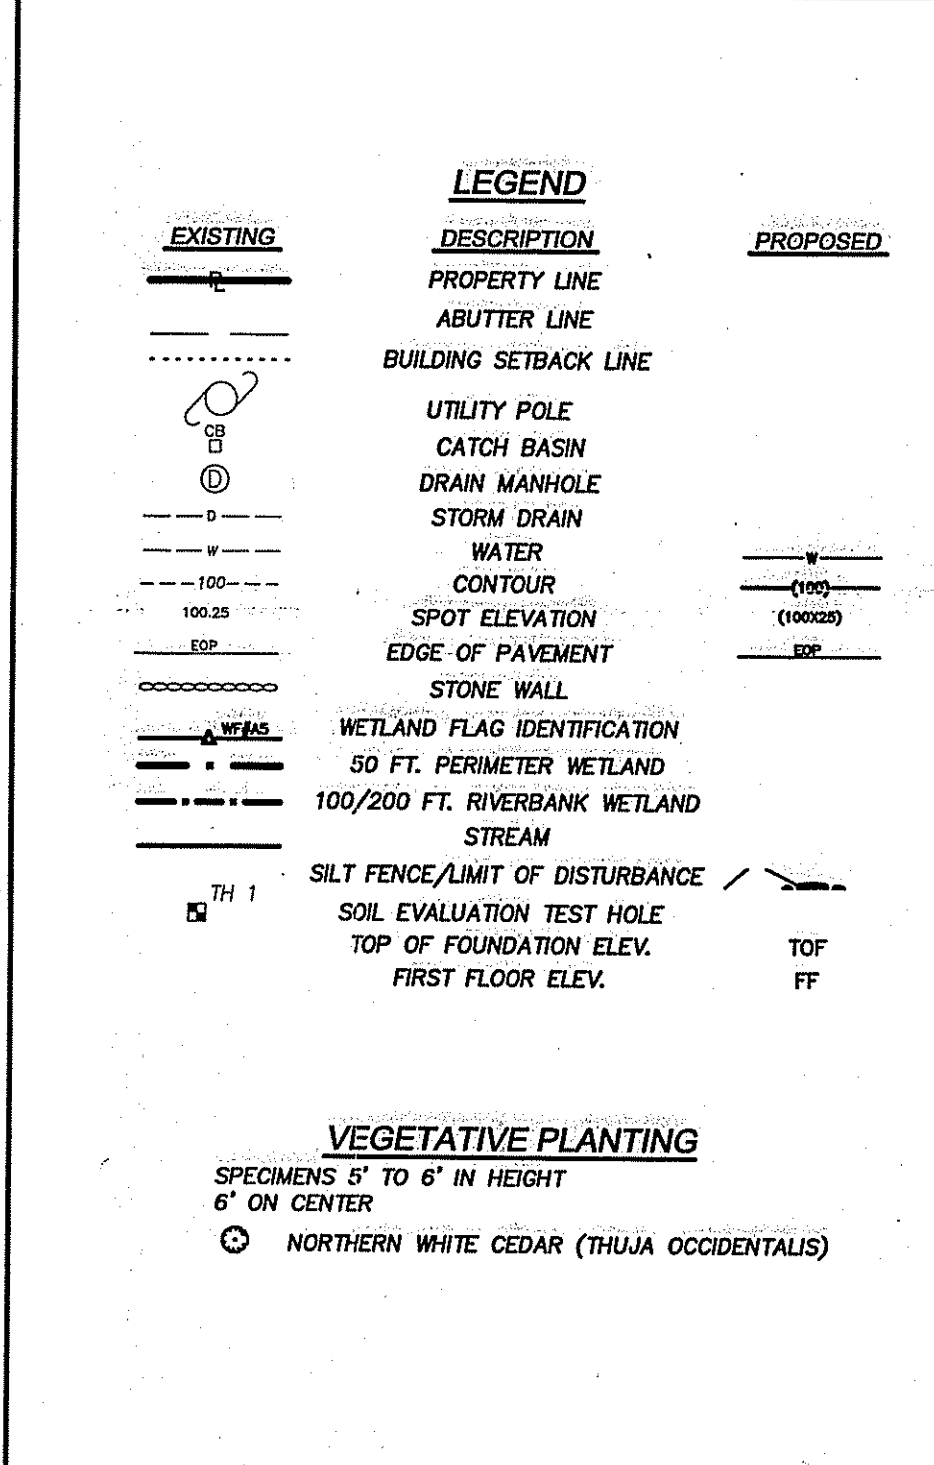 LEGEND
EXISTING DESCRIPTION PROPOSED
PL PROPERTY LINE
ABUTTER LINE
BUILDING SETBACK LINE
UTILITY POLE
CB CATCH BASIN
D DRAIN MANHOLE
D STORM DRAIN
W WATER W
100 CONTOUR (100)
100.25 SPOT ELEVATION (100X25)
EOP EDGE OF PAVEMENT EOP
STONE WALL
WF#A5 WETLAND FLAG IDENTIFICATION
50 FT. PERIMETER WETLAND
100/200 FT. RIVERBANK WETLAND
STREAM
SILT FENCE/LIMIT OF DISTURBANCE
TH 1 SOIL EVALUATION TEST HOLE
TOP OF FOUNDATION ELEV. TOF
FIRST FLOOR ELEV. FF
VEGETATIVE PLANTING
SPECIMENS 5' TO 6' IN HEIGHT
6' ON CENTER
NORTHERN WHITE CEDAR (THUJA OCCIDENTALIS)